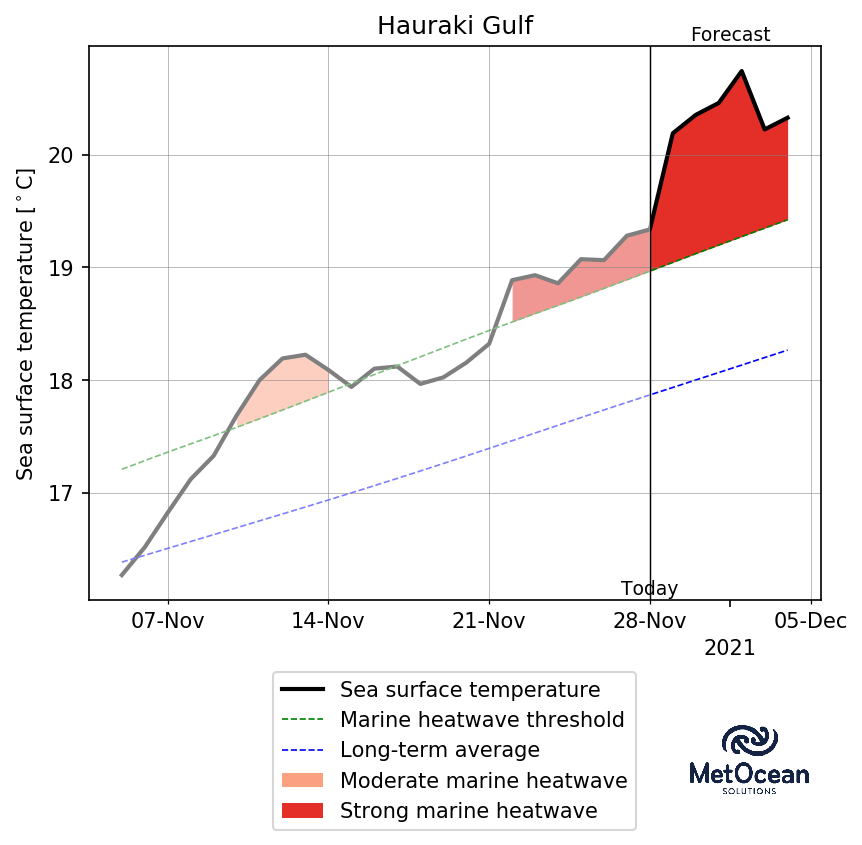 Hauraki Gulf
Forecast
Sea surface temperature [°C]
20
19
18
17
Today
07-Nov 14-Nov 21-Nov 28-Nov 05-Dec
2021
Sea surface temperature
Marine heatwave threshold
Long-term average
Moderate marine heatwave
Strong marine heatwave
MetOcean
SOLUTIONS